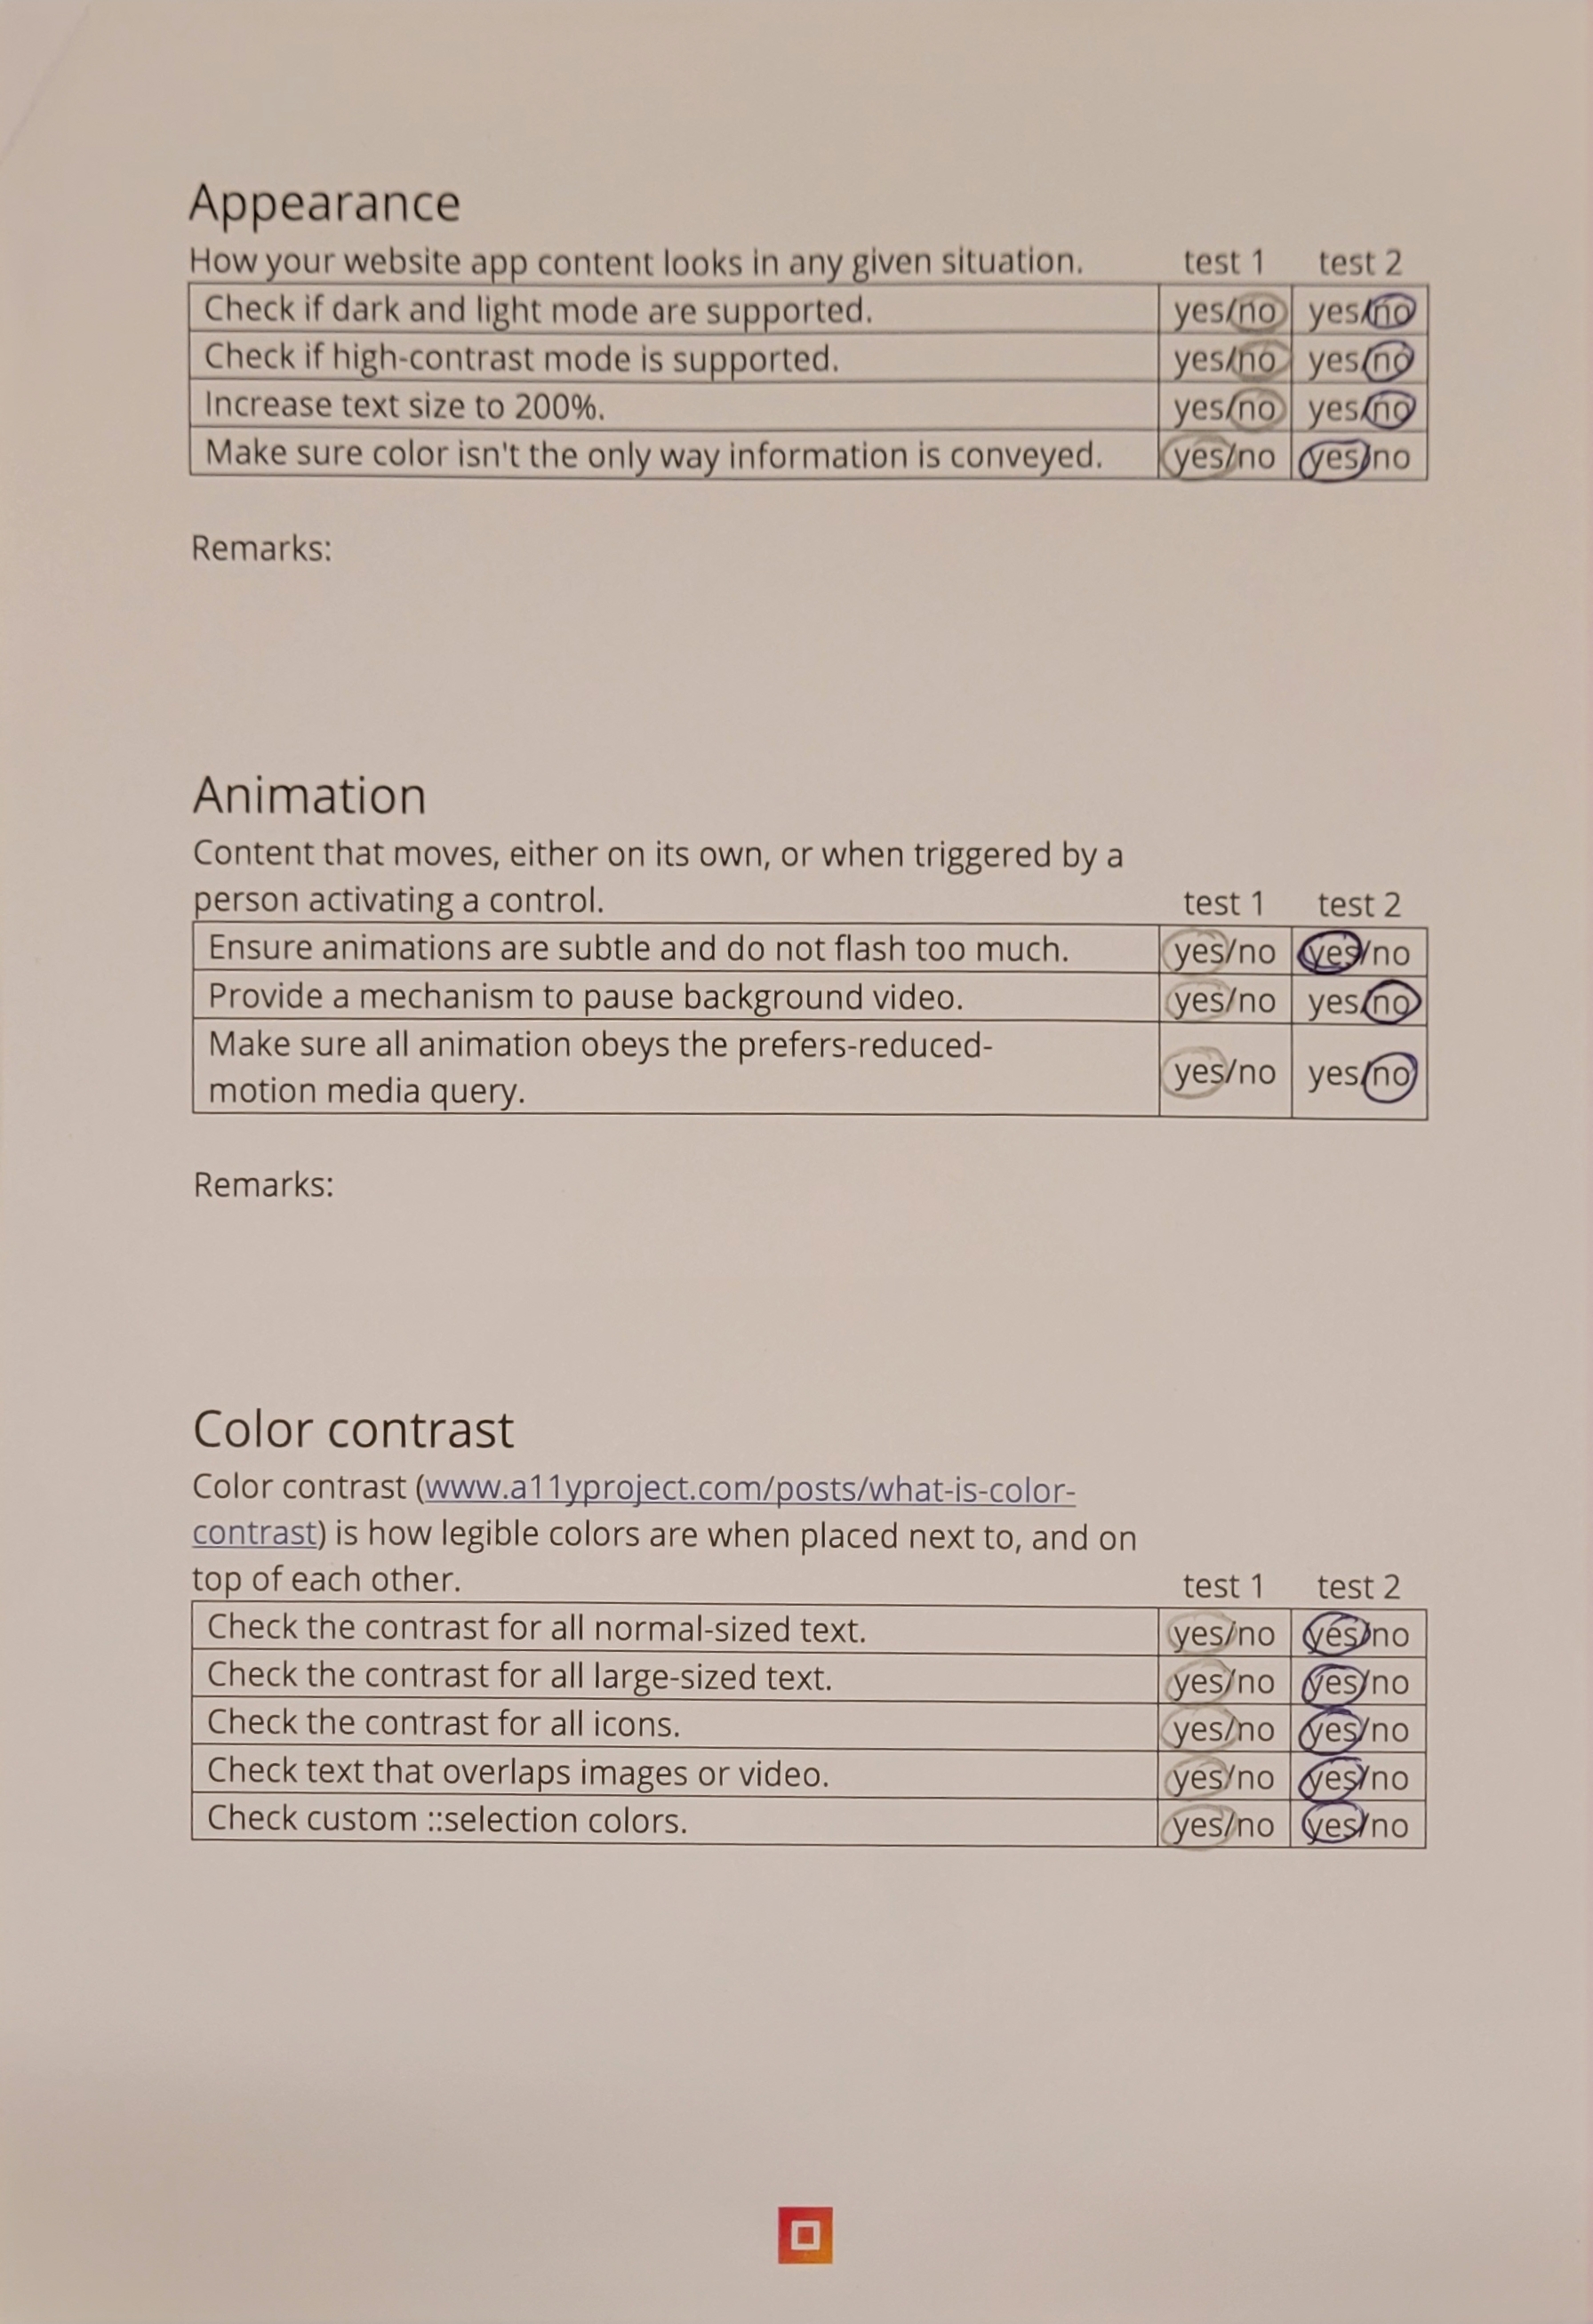 Appearance
How your website app content looks in any given situation. test 1 test 2
Check if dark and light mode are supported. yes/no yes/no
Check if high-contrast mode is supported. yes/no yes/no
Increase text size to 200%. yes/no yes/no
Make sure color isn't the only way information is conveyed. yes/no yes/no
Remarks:
Animation
Content that moves, either on its own, or when triggered by a
person activating a control. test 1 test 2
Ensure animations are subtle and do not flash too much. yes/no yes/no
Provide a mechanism to pause background video. yes/no yes/no
Make sure all animation obeys the prefers-reduced-
motion media query. yes/no yes/no
Remarks:
Color contrast
Color contrast (www.a11yproject.com/posts/what-is-color-
contrast) is how legible colors are when placed next to, and on
top of each other. test 1 test 2
Check the contrast for all normal-sized text. yes/no yes/no
Check the contrast for all large-sized text. yes/no yes/no
Check the contrast for all icons. yes/no yes/no
Check text that overlaps images or video. yes/no yes/no
Check custom ::selection colors. yes/no yes/no